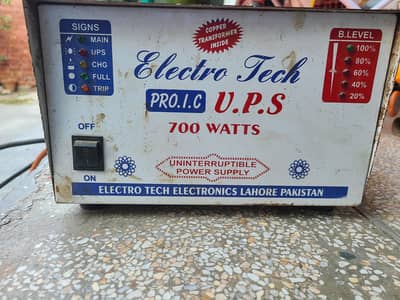 SIGNS
MAIN
UPS
CHG
FULL
TRIP
COPPER
TRANSFORMER
INSIDE
B.LEVEL
100%
80%
60%
40%
20%
Electro Tech
PRO.I.C U.P.S
700 WATTS
OFF
ON
UNINTERRUPTIBLE
POWER SUPPLY
ELECTRO TECH ELECTRONICS LAHORE PAKISTAN